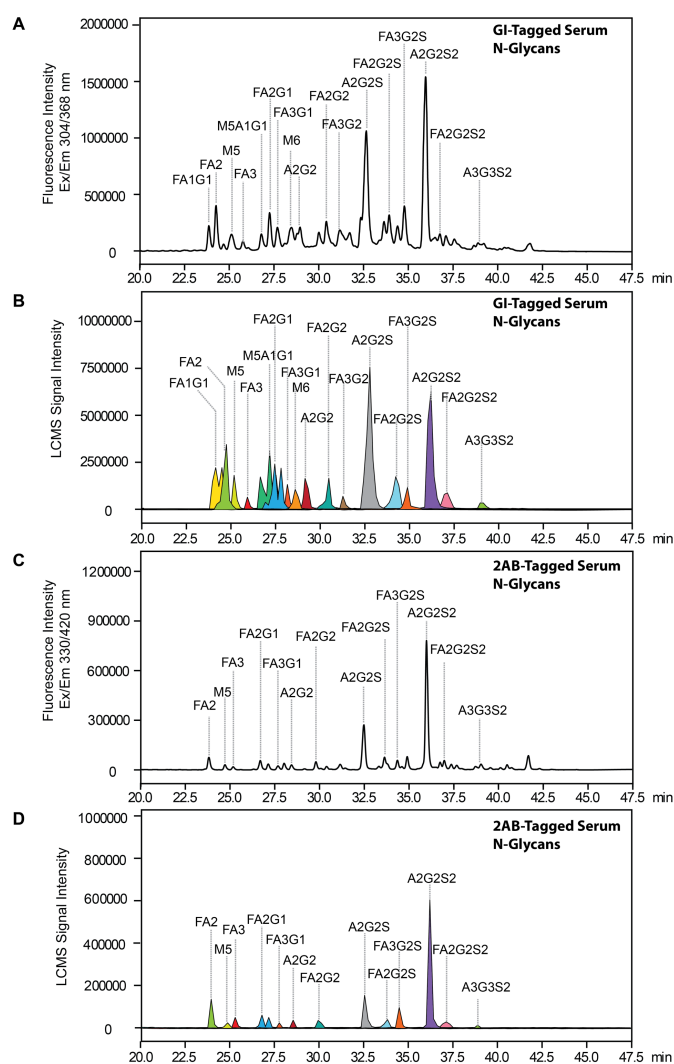 A
GI-Tagged Serum
N-Glycans
Fluorescence Intensity
Ex/Em 304/368 nm
2000000
1500000
1000000
500000
0
FA1G1
FA2
M5
FA3
M5A1G1
FA2G1
FA3G1
M6
A2G2
FA2G2
FA3G2
A2G2S
FA2G2S
FA3G2S
A2G2S2
FA2G2S2
A3G3S2
20.0 22.5 25.0 27.5 30.0 32.5 35.0 37.5 40.0 42.5 45.0 47.5 min
B
GI-Tagged Serum
N-Glycans
LCMS Signal Intensity
10000000
7500000
5000000
2500000
0
FA1G1
FA2
M5
FA3
M5A1G1
FA2G1
FA3G1
M6
A2G2
FA2G2
FA3G2
A2G2S
FA2G2S
FA3G2S
A2G2S2
FA2G2S2
A3G3S2
20.0 22.5 25.0 27.5 30.0 32.5 35.0 37.5 40.0 42.5 45.0 47.5 min
C
2AB-Tagged Serum
N-Glycans
Fluorescence Intensity
Ex/Em 330/420 nm
1200000
900000
600000
300000
0
FA2
M5
FA3
FA2G1
FA3G1
A2G2
FA2G2
A2G2S
FA2G2S
FA3G2S
A2G2S2
FA2G2S2
A3G3S2
20.0 22.5 25.0 27.5 30.0 32.5 35.0 37.5 40.0 42.5 45.0 47.5 min
D
2AB-Tagged Serum
N-Glycans
LCMS Signal Intensity
1000000
800000
600000
400000
200000
0
FA2
M5
FA3
FA2G1
FA3G1
A2G2
FA2G2
A2G2S
FA2G2S
FA3G2S
A2G2S2
FA2G2S2
A3G3S2
20.0 22.5 25.0 27.5 30.0 32.5 35.0 37.5 40.0 42.5 45.0 47.5 min